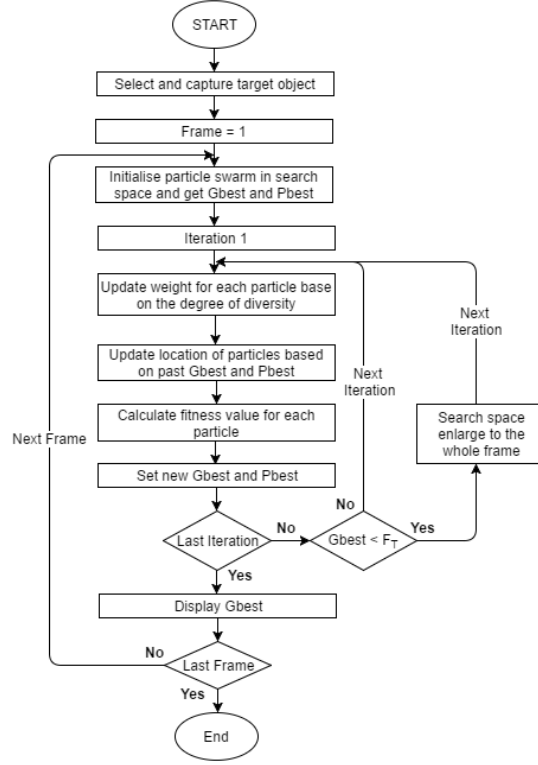 START
Select and capture target object
Frame = 1
Initialise particle swarm in search
space and get Gbest and Pbest
Iteration 1
Update weight for each particle base
on the degree of diversity
Next
Iteration
Update location of particles based
on past Gbest and Pbest
Next
Iteration
Calculate fitness value for each
particle
Search space
enlarge to the
whole frame
Next Frame
Set new Gbest and Pbest
Last Iteration
No
Gbest < F_T
No
Yes
Yes
Display Gbest
Last Frame
No
Yes
End